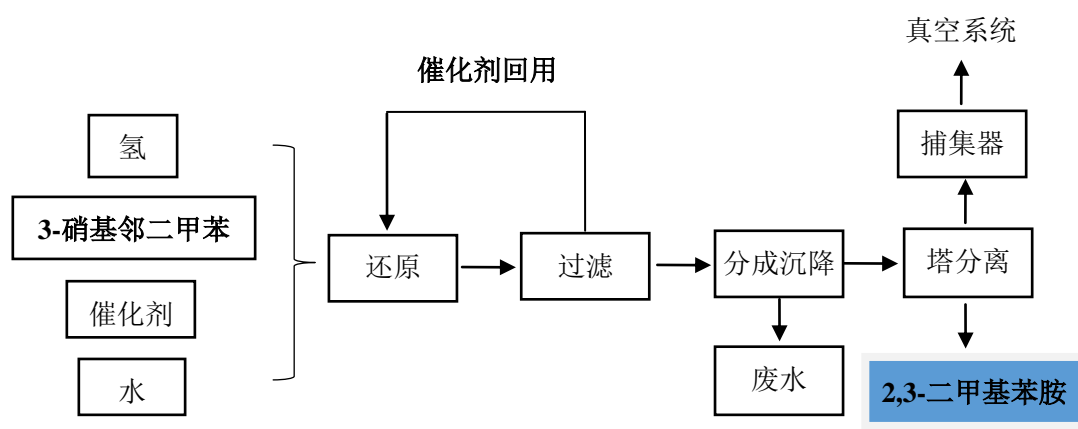 真空系统
催化剂回用
捕集器
氢
3-硝基邻二甲苯
还原
过滤
分成沉降
塔分离
催化剂
水
废水
2,3-二甲基苯胺